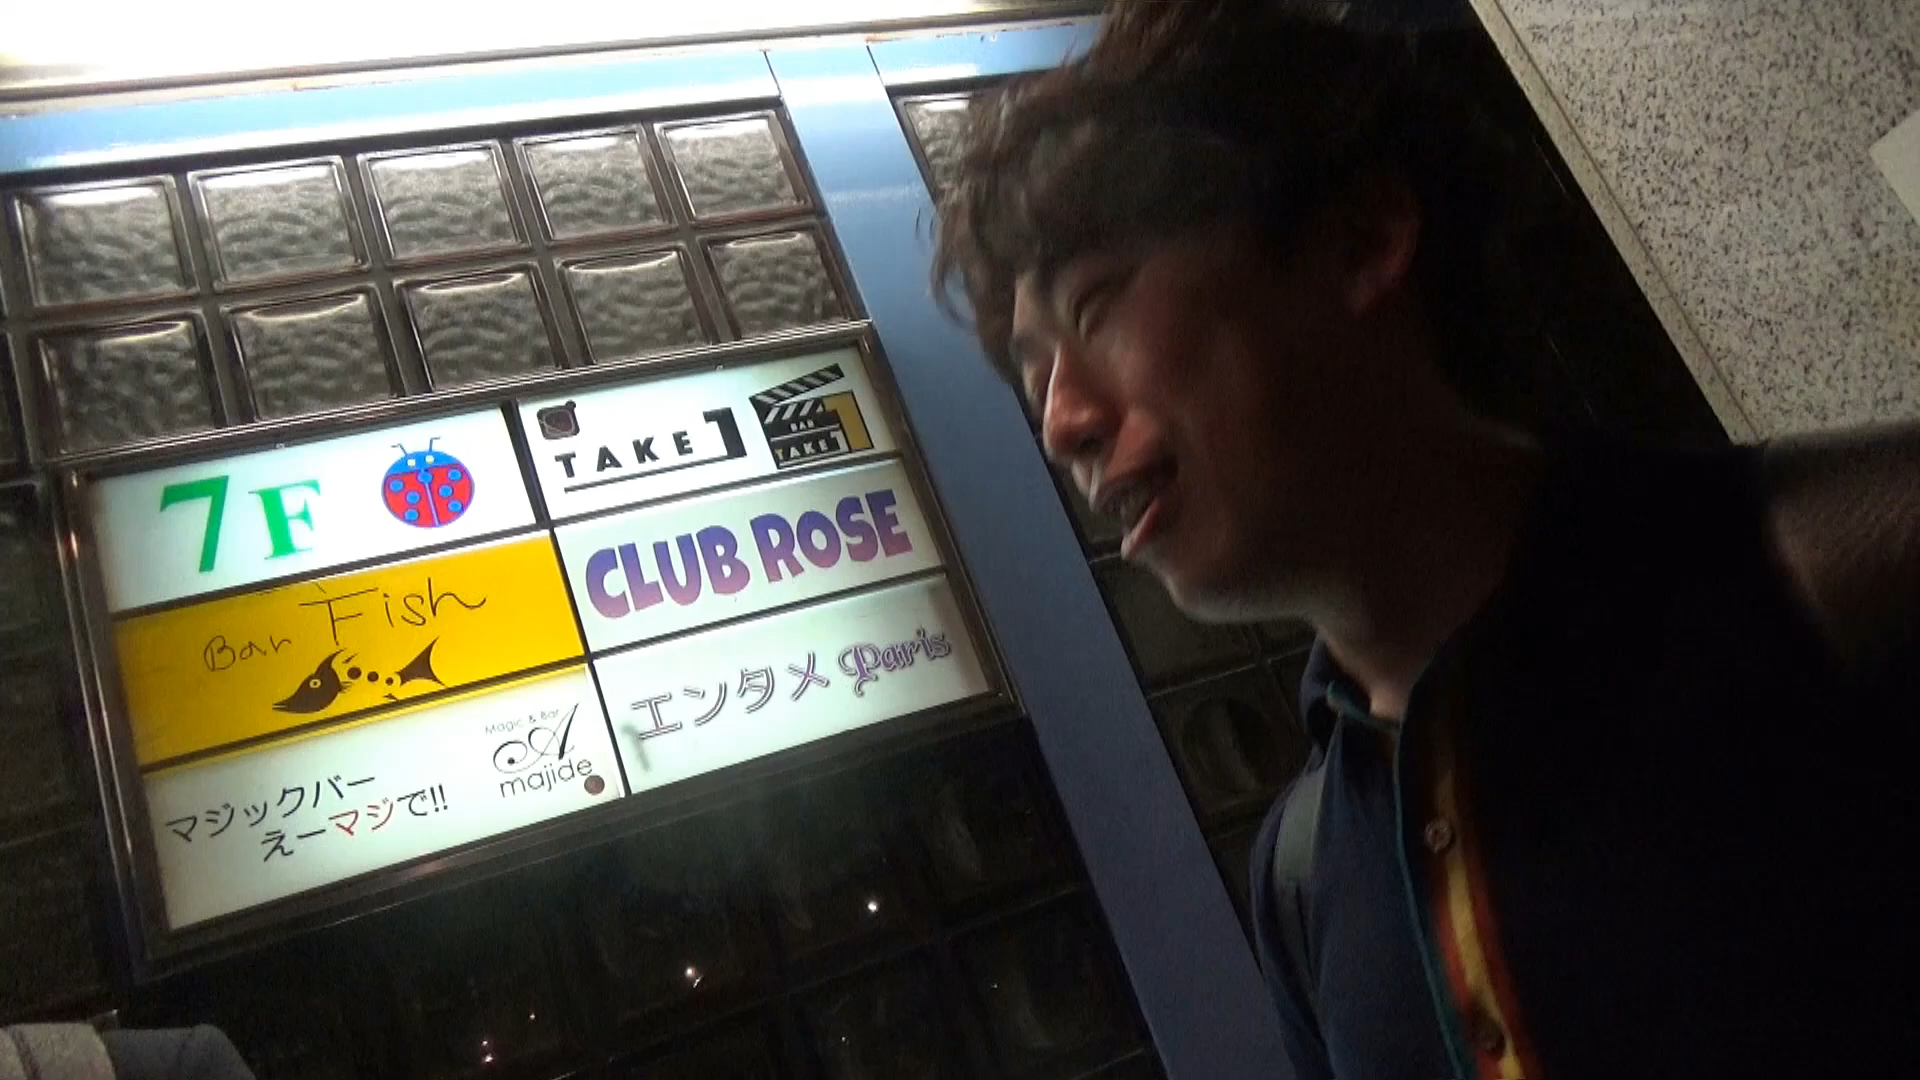 7F
TAKE 1
BAR
TAKE 1
Bar Fish
CLUB ROSE
マジックバー
えーマジで!!
Magic & Bar
A
majide
エンタメ Paris